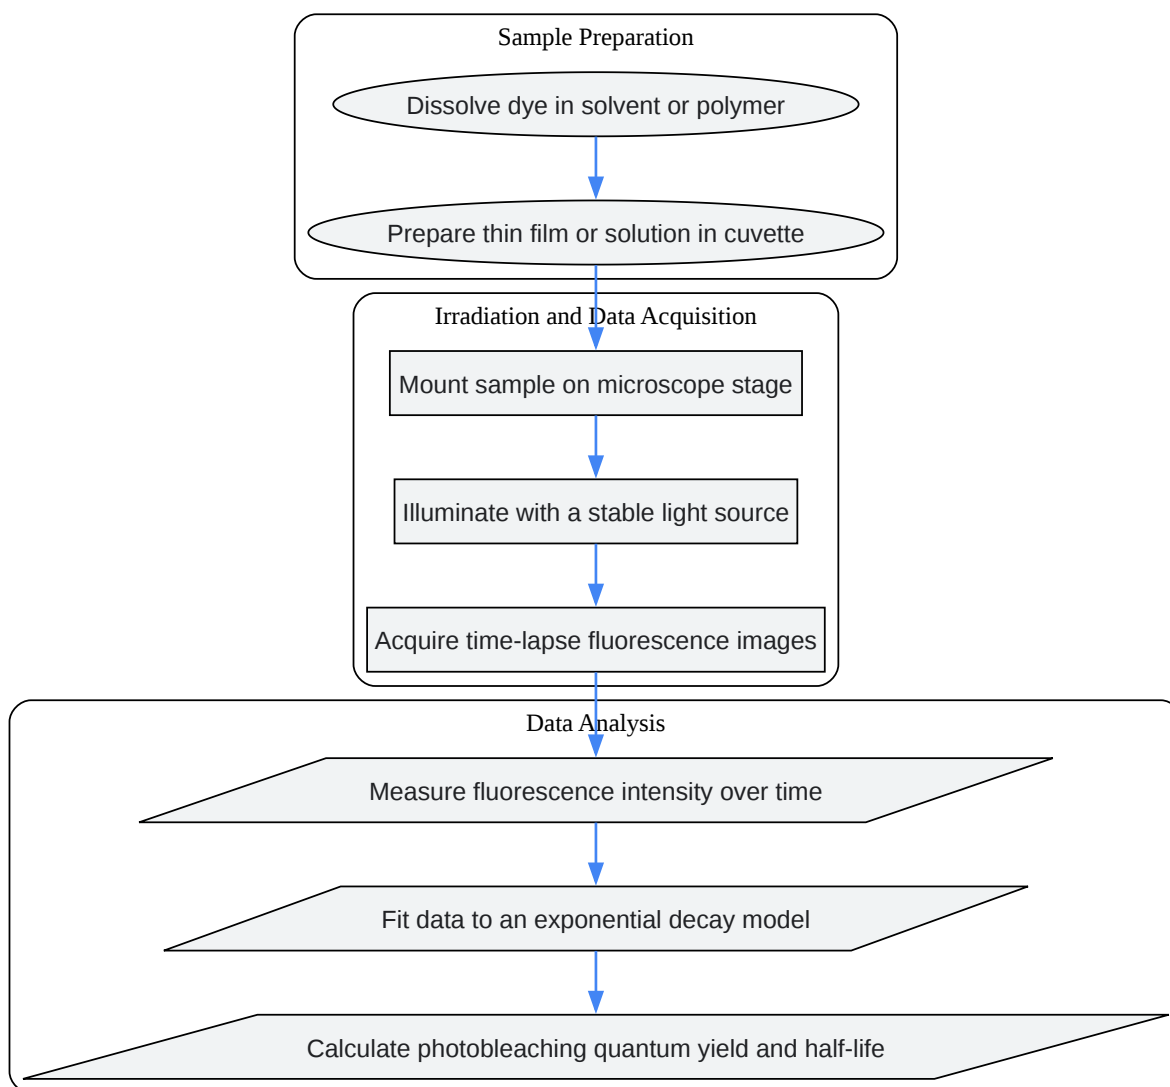 Sample Preparation
Dissolve dye in solvent or polymer
Prepare thin film or solution in cuvette
Irradiation and Data Acquisition
Mount sample on microscope stage
Illuminate with a stable light source
Acquire time-lapse fluorescence images
Data Analysis
Measure fluorescence intensity over time
Fit data to an exponential decay model
Calculate photobleaching quantum yield and half-life